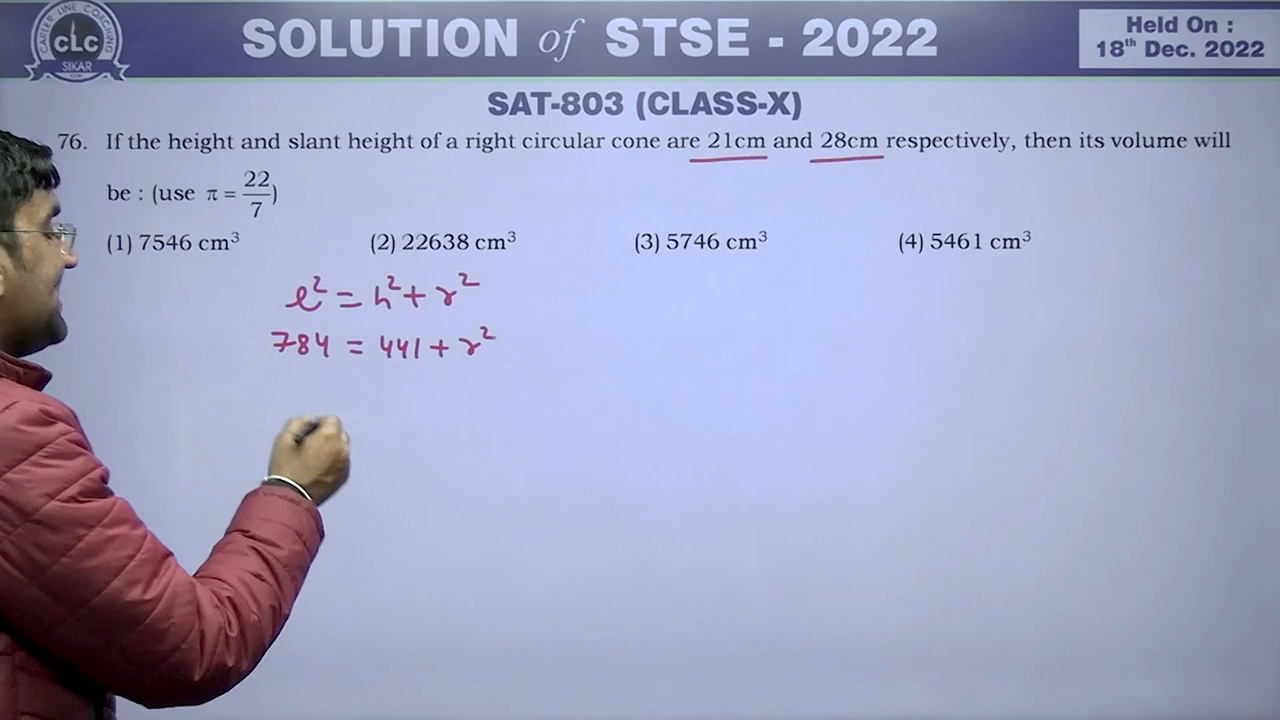 CAREER LINE COACHING
CLC
SIKAR
SOLUTION of STSE - 2022
Held On :
18th Dec. 2022
SAT-803 (CLASS-X)
76. If the height and slant height of a right circular cone are 21cm and 28cm respectively, then its volume will
be : (use π = 22/7)
(1) 7546 cm³ (2) 22638 cm³ (3) 5746 cm³ (4) 5461 cm³
l² = h² + r²
784 = 441 + r²